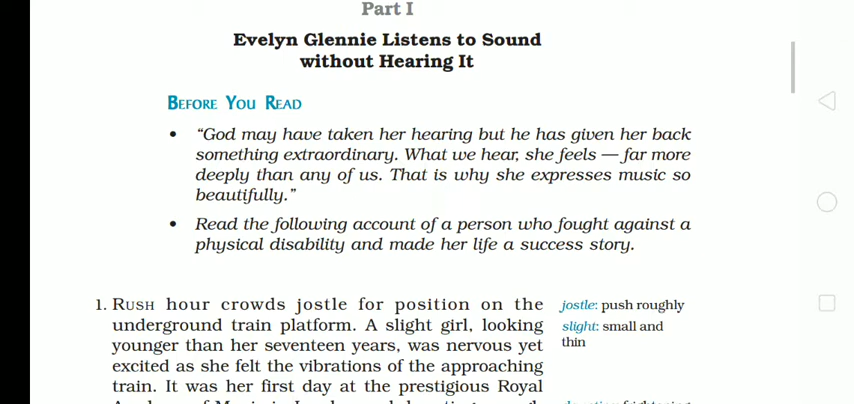 Part I
Evelyn Glennie Listens to Sound
without Hearing It
BEFORE YOU READ
• “God may have taken her hearing but he has given her back
something extraordinary. What we hear, she feels — far more
deeply than any of us. That is why she expresses music so
beautifully.”
• Read the following account of a person who fought against a
physical disability and made her life a success story.
1. RUSH hour crowds jostle for position on the
underground train platform. A slight girl, looking
younger than her seventeen years, was nervous yet
excited as she felt the vibrations of the approaching
train. It was her first day at the prestigious Royal
jostle: push roughly
slight: small and
thin